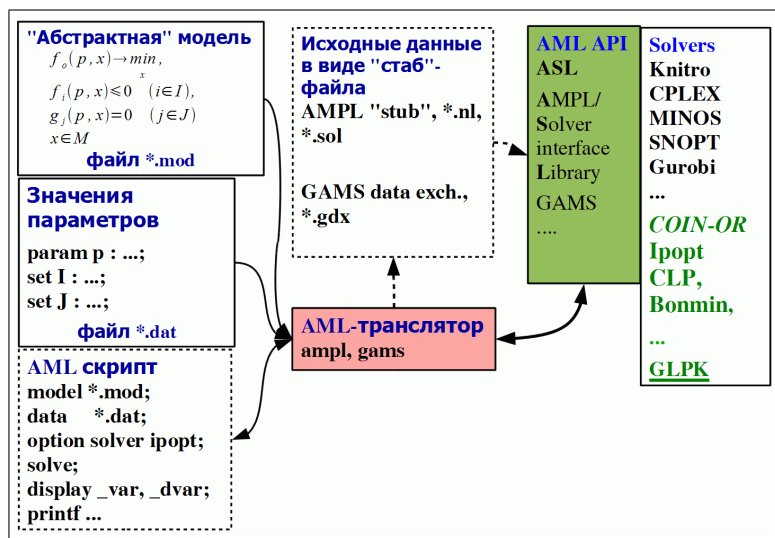 "Абстрактная" модель
f_o(p,x)→min,
x
f_i(p,x)⩽0 (i∈I),
g_j(p,x)=0 (j∈J)
x∈M
файл *.mod
Значения
параметров
param p : ...;
set I : ...;
set J : ...;
файл *.dat
AML скрипт
model *.mod;
data *.dat;
option solver ipopt;
solve;
display _var, _dvar;
printf ...
Исходные данные
в виде "стаб"-
файла
AMPL "stub", *.nl,
*.sol
GAMS data exch.,
*.gdx
AML-транслятор
ampl, gams
AML API
ASL
AMPL/
Solver
interface
Library
GAMS
....
Solvers
Knitro
CPLEX
MINOS
SNOPT
Gurobi
...
COIN-OR
Ipopt
CLP,
Bonmin,
...
GLPK